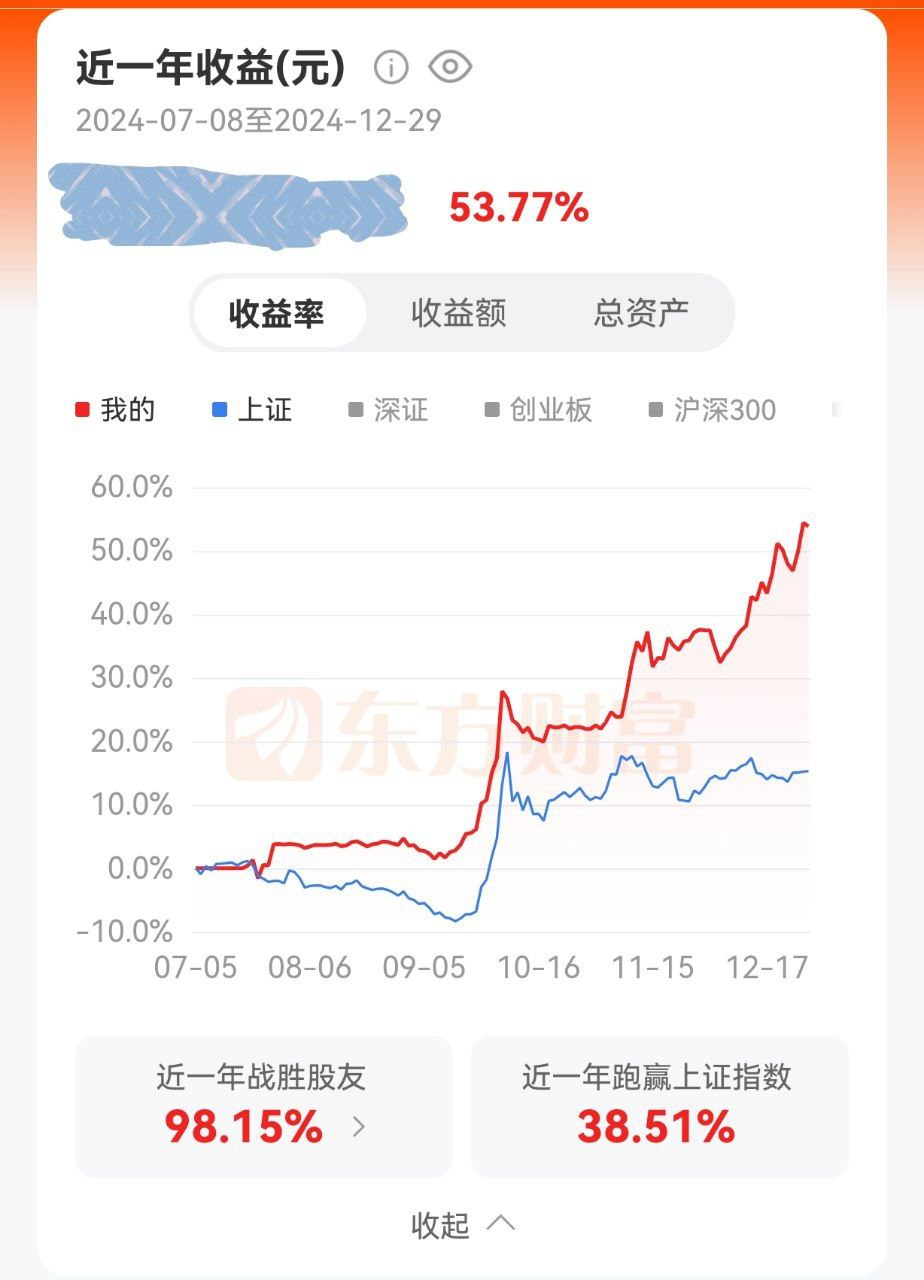 近一年收益(元)
2024-07-08至2024-12-29
53.77%
收益率 收益额 总资产
我的 上证 深证 创业板 沪深300
60.0%
50.0%
40.0%
30.0%
东方财富
20.0%
10.0%
0.0%
-10.0%
07-05 08-06 09-05 10-16 11-15 12-17
近一年战胜股友 近一年跑赢上证指数
98.15% 38.51%
收起